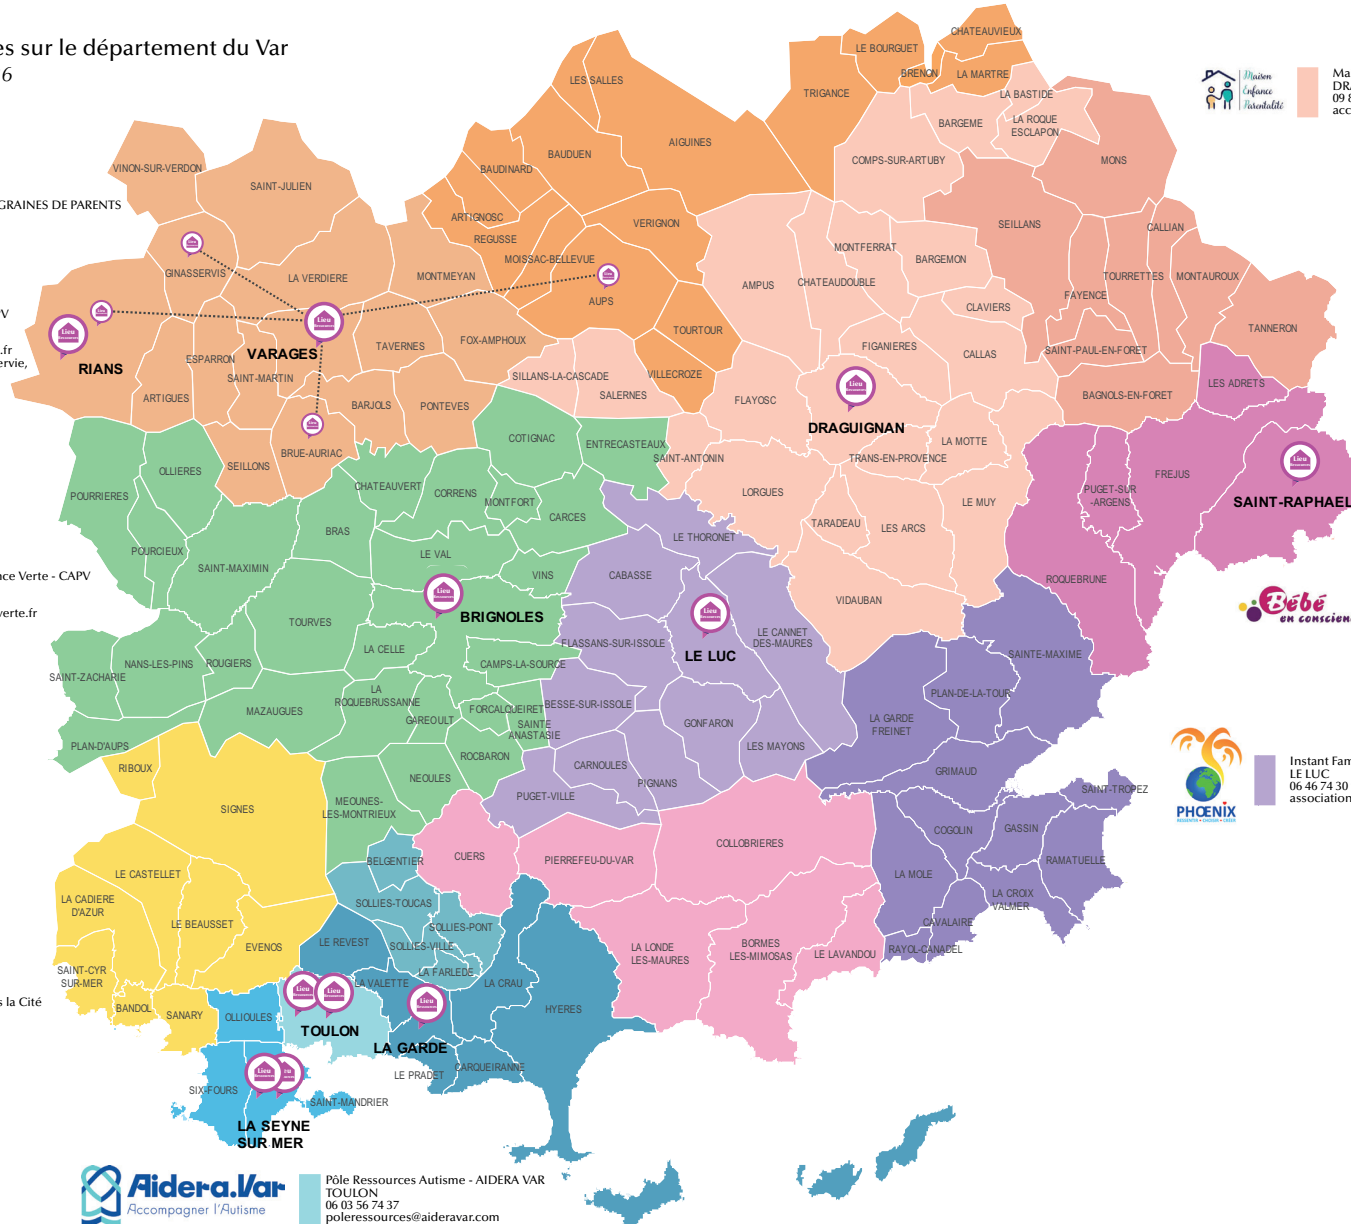 es sur le département du Var
6
GRAINES DE PARENTS
PV
.fr
ervie,
nce Verte - CAPV
verte.fr
s la Cité
Maison
Enfance
Parentalité
Ma
DRA
09 8
acc
CHATEAUVIEUX
LE BOURGUET
BRENON
LA MARTRE
LES SALLES
TRIGANCE
LA BASTIDE
BARGEME
LA ROQUE
ESCLAPON
AIGUINES
BAUDUEN
COMPS-SUR-ARTUBY
MONS
VINON-SUR-VERDON
BAUDINARD
SAINT-JULIEN
ARTIGNOSC
VERIGNON
SEILLANS
CALLIAN
REGUSSE
MONTFERRAT
MOISSAC-BELLEVUE
BARGEMON
GINASSERVIS
LA VERDIERE
MONTMEYAN
AMPUS
CHATEAUDOUBLE
TOURRETTES
MONTAUROUX
FAYENCE
AUPS
CLAVIERS
Lieu
Ressources
TOURTOUR
TANNERON
RIANS
ESPARRON
VARAGES
TAVERNES
FOX-AMPHOUX
FIGANIERES
CALLAS
SAINT-PAUL-EN-FORET
SAINT-MARTIN
SILLANS-LA-CASCADE
VILLECROZE
LES ADRETS
ARTIGUES
BARJOLS
PONTEVES
SALERNES
FLAYOSC
BAGNOLS-EN-FORET
DRAGUIGNAN
COTIGNAC
ENTRECASTEAUX
LA MOTTE
BRUE-AURIAC
SAINT-ANTONIN
TRANS-EN-PROVENCE
SEILLONS
OLLIERES
FREJUS
CHATEAUVERT
CORRENS
LORGUES
PUGET-SUR
-ARGENS
POURRIERES
MONTFORT
LE MUY
SAINT-RAPHAEL
CARCES
TARADEAU
LES ARCS
BRAS
LE THORONET
POURCIEUX
LE VAL
SAINT-MAXIMIN
VINS
CABASSE
ROQUEBRUNE
VIDAUBAN
Bébé
en conscience
BRIGNOLES
TOURVES
LE CANNET
DES-MAURES
FLASSANS-SUR-ISSOLE
LA CELLE
LE LUC
SAINTE-MAXIME
NANS-LES-PINS
ROUGIERS
CAMPS-LA-SOURCE
SAINT-ZACHARIE
LA
ROQUEBRUSSANNE
PLAN-DE-LA-TOUR
BESSE-SUR-ISSOLE
MAZAUGUES
FORCALQUEIRET
GAREOULT
GONFARON
LA GARDE
FREINET
SAINTE
ANASTASIE
PLAN-D'AUPS
LES MAYONS
ROCBARON
RIBOUX
CARNOULES
GRIMAUD
NEOULES
PIGNANS
SAINT-TROPEZ
PUGET-VILLE
MEOUNES-
LES-MONTRIEUX
SIGNES
COGOLIN
GASSIN
PHŒNIX
Instant Fam
LE LUC
06 46 74 30
association
COLLOBRIERES
CUERS
BELGENTIER
PIERREFEU-DU-VAR
RAMATUELLE
LE CASTELLET
LA MOLE
LA CROIX
VALMER
LA CADIERE
D'AZUR
SOLLIES-TOUCAS
LE BEAUSSET
CAVALAIRE
SOLLIES-PONT
LE REVEST
EVENOS
SOLLIES-VILLE
LA LONDE
LES-MAURES
BORMES
LES-MIMOSAS
LE LAVANDOU
RAYOL-CANADEL
SAINT-CYR
SUR-MER
LA FARLEDE
LA VALETTE
LA CRAU
HYERES
BANDOL
SANARY
OLLIOULES
TOULON
LA GARDE
CARQUEIRANNE
LE PRADET
SIX-FOURS
SAINT-MANDRIER
LA SEYNE
SUR MER
Aidera.Var
Accompagner l'Autisme
Pôle Ressources Autisme - AIDERA VAR
TOULON
06 03 56 74 37
poleressources@aideravar.com